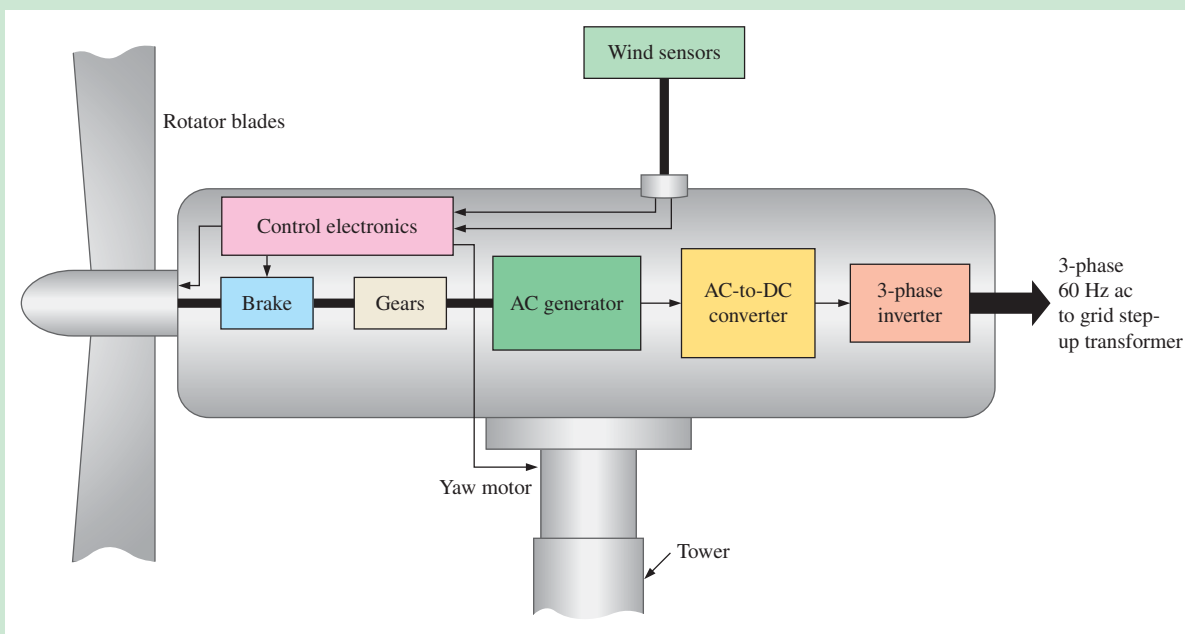 Wind sensors
Rotator blades
Control electronics
Brake
Gears
AC generator
AC-to-DC
converter
3-phase
inverter
3-phase
60 Hz ac
to grid step-
up transformer
Yaw motor
Tower